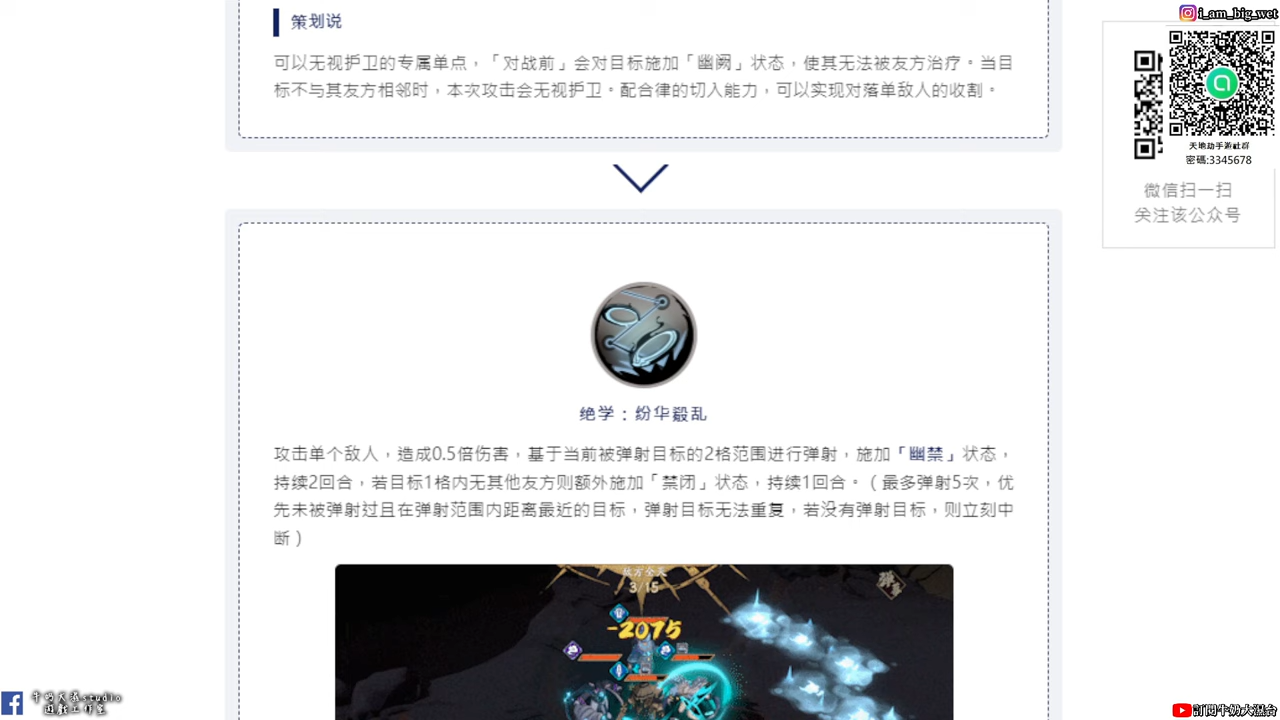 策划说
可以无视护卫的专属单点，「对战前」会对目标施加「幽阙」状态，使其无法被友方治疗。当目
标不与其友方相邻时，本次攻击会无视护卫。配合律的切入能力，可以实现对落单敌人的收割。
绝学：纷华毁乱
攻击单个敌人，造成0.5倍伤害，基于当前被弹射目标的2格范围进行弹射，施加「幽禁」状态，
持续2回合，若目标1格内无其他友方则额外施加「禁闭」状态，持续1回合。（最多弹射5次，优
先未被弹射过且在弹射范围内距离最近的目标，弹射目标无法重复，若没有弹射目标，则立刻中
断）
3/15
-2075
i_am_big_wet
天地劫手游社群
密碼:3345678
微信扫一扫
关注该公众号
遊戲工作室
訂閱牛奶大混台